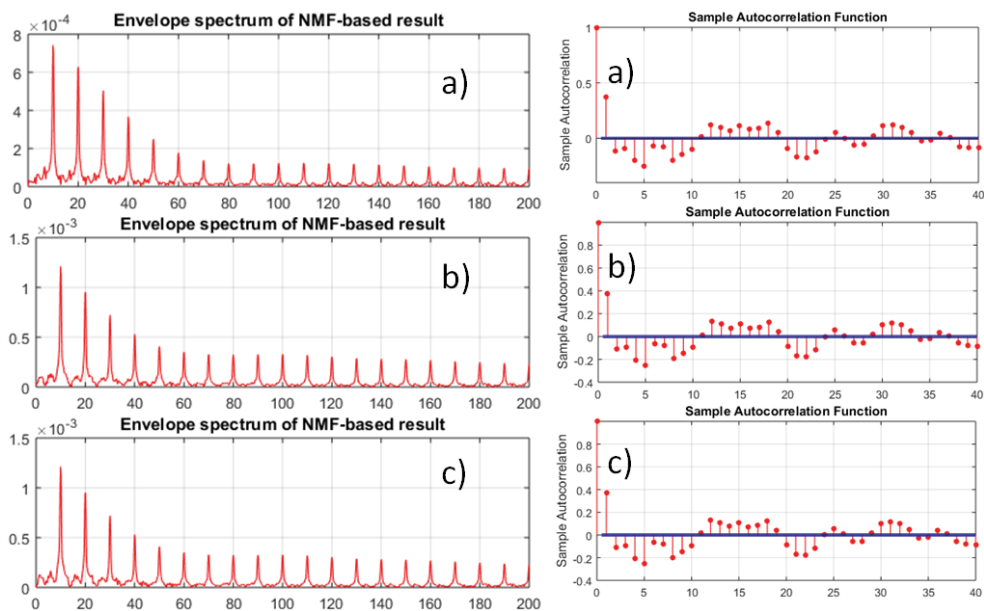 Envelope spectrum of NMF-based result
×10⁻⁴
8
6
4
2
0
0 20 40 60 80 100 120 140 160 180 200
a)
Sample Autocorrelation Function
Sample Autocorrelation
1
0.5
0
0 5 10 15 20 25 30 35 40
a)
Envelope spectrum of NMF-based result
×10⁻³
1.5
1
0.5
0
0 20 40 60 80 100 120 140 160 180 200
b)
Sample Autocorrelation Function
Sample Autocorrelation
0.8
0.6
0.4
0.2
0
-0.2
-0.4
0 5 10 15 20 25 30 35 40
b)
Envelope spectrum of NMF-based result
×10⁻³
1.5
1
0.5
0
0 20 40 60 80 100 120 140 160 180 200
c)
Sample Autocorrelation Function
Sample Autocorrelation
1
0.8
0.6
0.4
0.2
0
-0.2
-0.4
0 5 10 15 20 25 30 35 40
c)